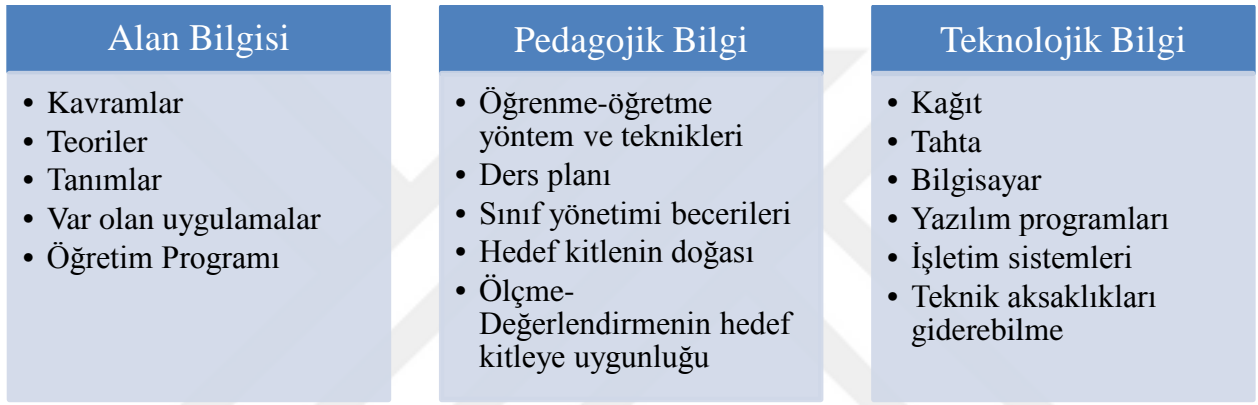 Alan Bilgisi
• Kavramlar
• Teoriler
• Tanımlar
• Var olan uygulamalar
• Öğretim Programı
Pedagojik Bilgi
• Öğrenme-öğretme
yöntem ve teknikleri
• Ders planı
• Sınıf yönetimi becerileri
• Hedef kitlenin doğası
• Ölçme-
Değerlendirmenin hedef
kitleye uygunluğu
Teknolojik Bilgi
• Kağıt
• Tahta
• Bilgisayar
• Yazılım programları
• İşletim sistemleri
• Teknik aksaklıkları
giderebilme